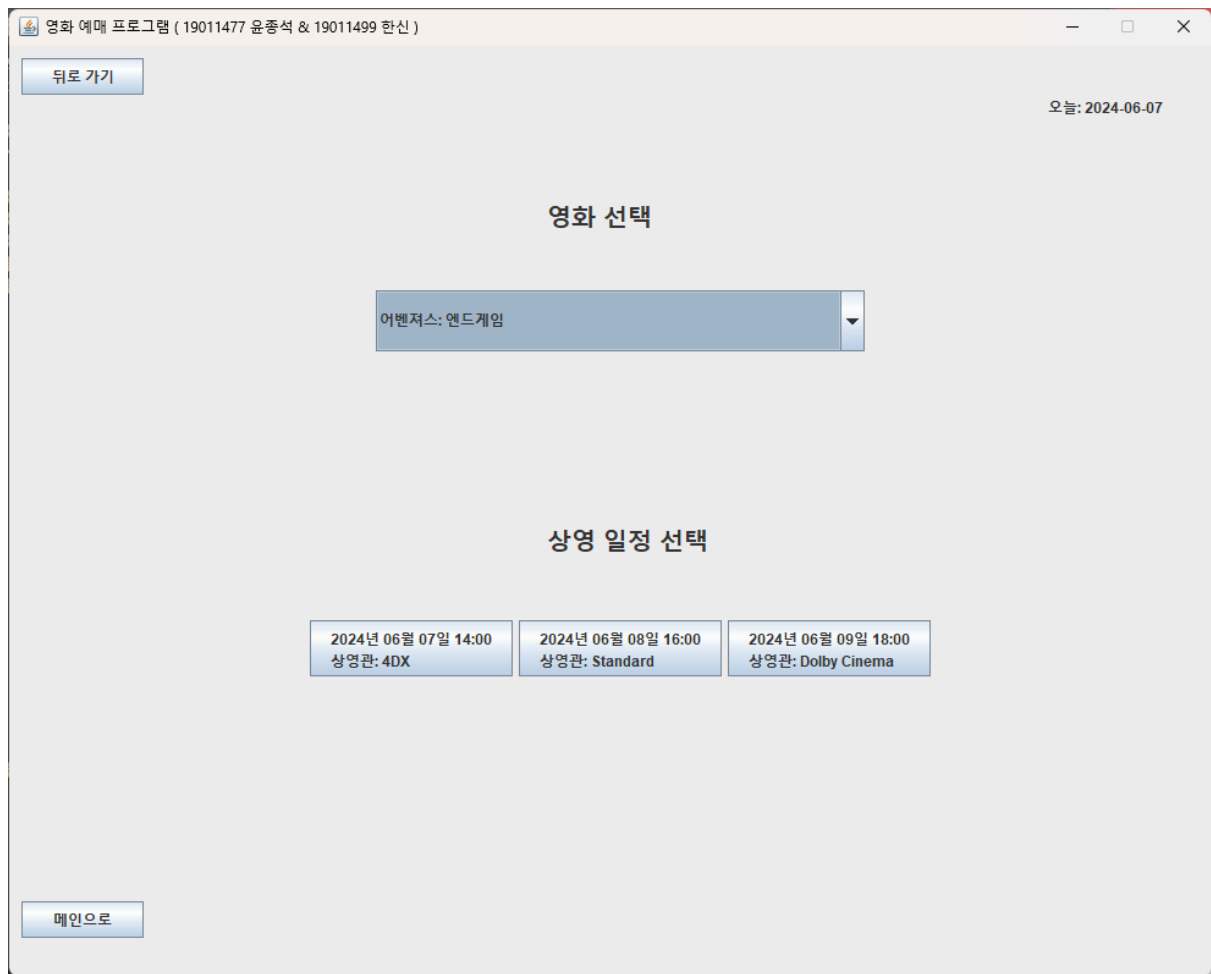 영화 예매 프로그램 ( 19011477 윤종석 & 19011499 한신 )
뒤로 가기
오늘: 2024-06-07
영화 선택
어벤져스: 엔드게임
상영 일정 선택
2024년 06월 07일 14:00
상영관: 4DX
2024년 06월 08일 16:00
상영관: Standard
2024년 06월 09일 18:00
상영관: Dolby Cinema
메인으로